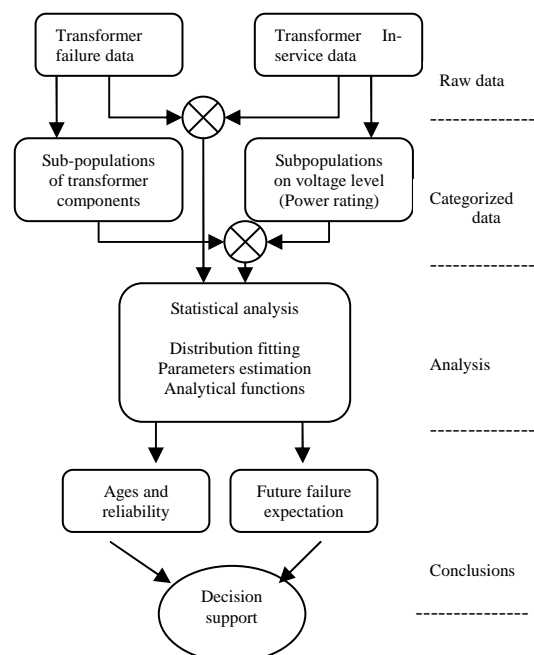 Transformer
failure data
Transformer In-
service data
Raw data
Sub-populations
of transformer
components
Subpopulations
on voltage level
(Power rating)
Categorized
data
Statistical analysis
Distribution fitting
Parameters estimation
Analytical functions
Analysis
Ages and
reliability
Future failure
expectation
Conclusions
Decision
support